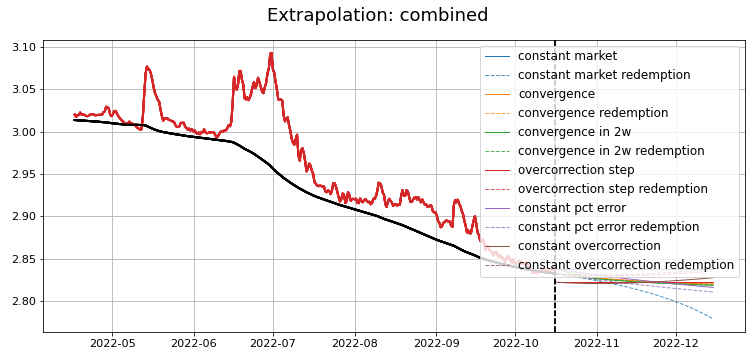 Extrapolation: combined
3.10
3.05
3.00
2.95
2.90
2.85
2.80
constant market
constant market redemption
convergence
convergence redemption
convergence in 2w
convergence in 2w redemption
overcorrection step
overcorrection step redemption
constant pct error
constant pct error redemption
constant overcorrection
constant overcorrection redemption
2022-05 2022-06 2022-07 2022-08 2022-09 2022-10 2022-11 2022-12